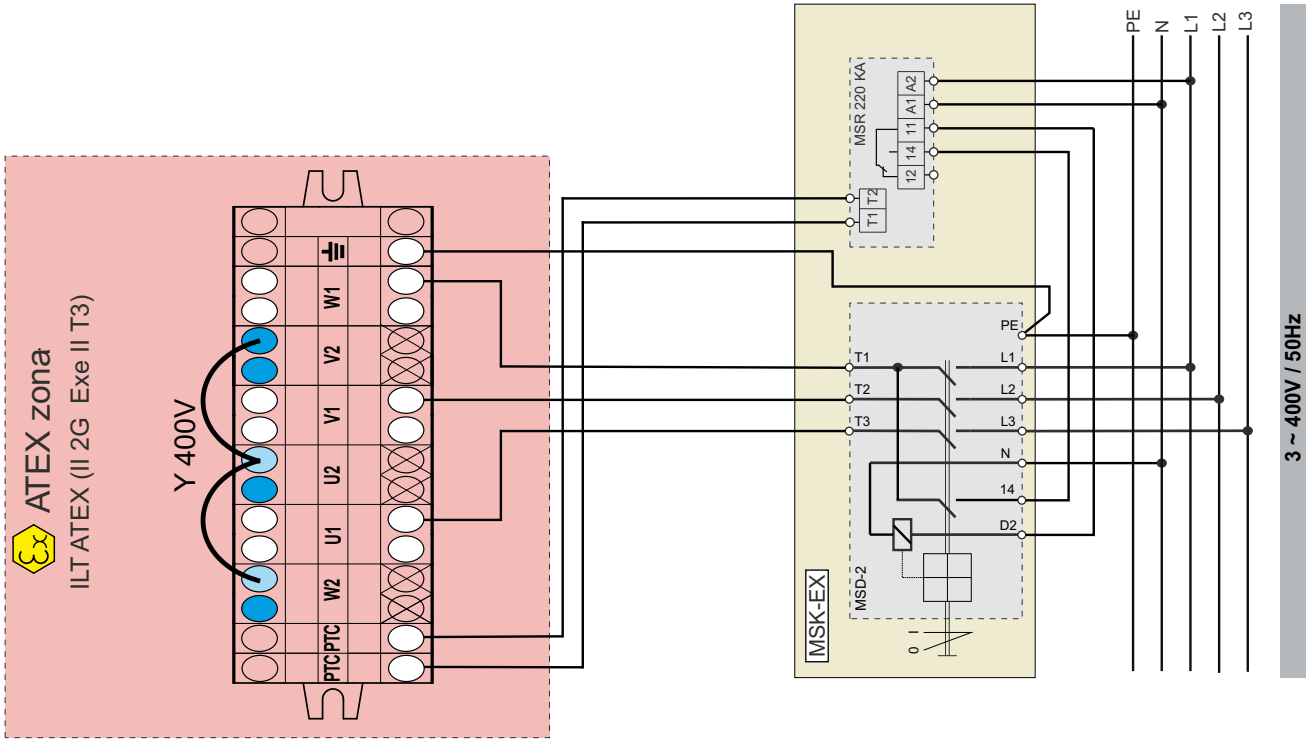 Ex
ATEX zona
ILT ATEX (II 2G Exe II T3)
Y 400V
W1
V2
V1
U2
U1
W2
PTC
PTC
MSK-EX
MSR 220 KA
A2
A1
11
14
12
T2
T1
MSD-2
T1
T2
T3
PE
L1
L2
L3
N
14
D2
0 I
PE
N
L1
L2
L3
3 ~ 400V / 50Hz